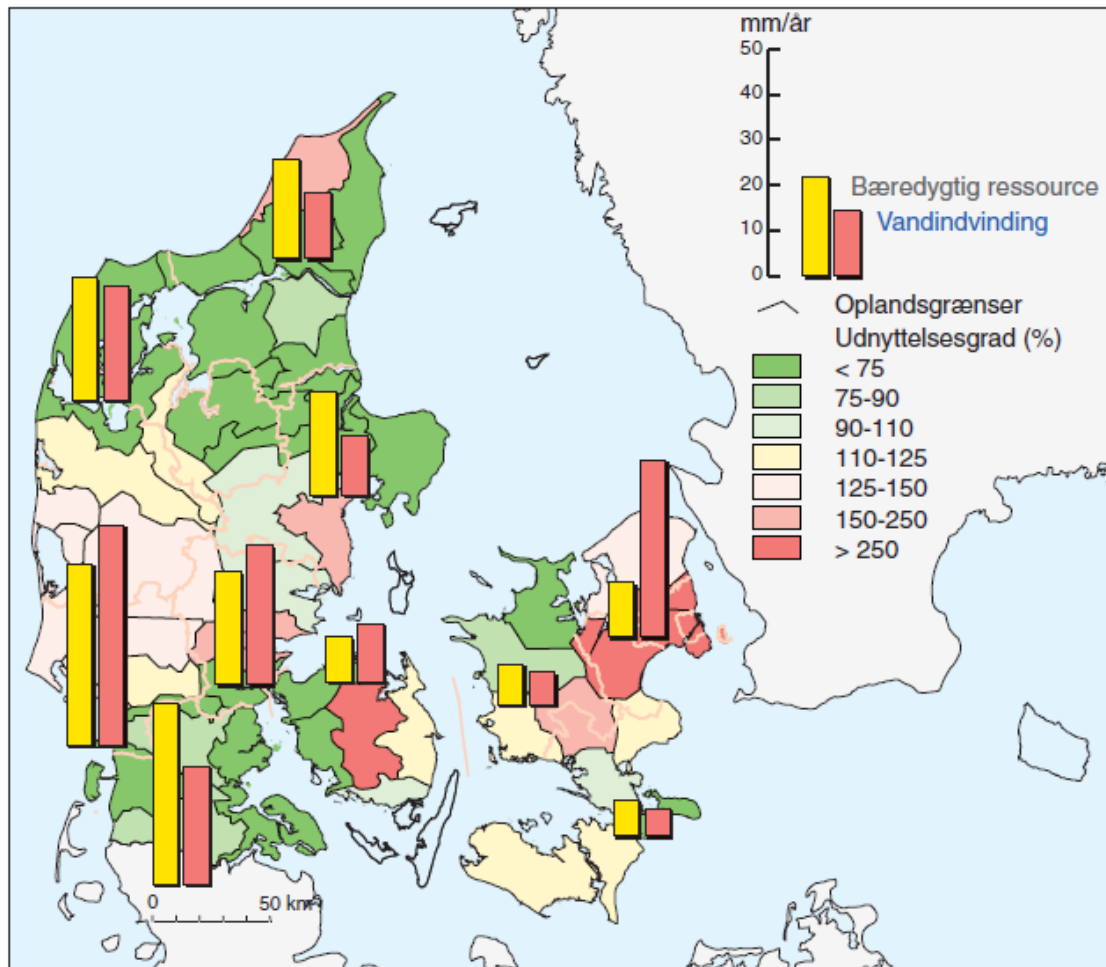 mm/år
50
40
30
20
10
0
Bæredygtig ressource
Vandindvinding
Oplandsgrænser
Udnyttelsesgrad (%)
< 75
75-90
90-110
110-125
125-150
150-250
> 250
0 50 km